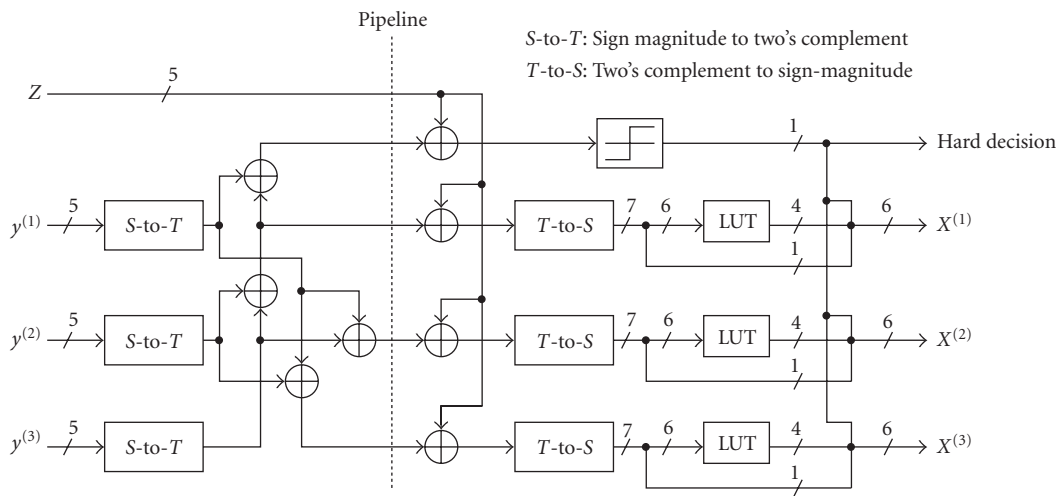 Pipeline
S-to-T: Sign magnitude to two's complement
T-to-S: Two's complement to sign-magnitude
Z 5
1 Hard decision
y(1) 5 S-to-T T-to-S 7 6 LUT 4 6 X(1)
1
y(2) 5 S-to-T T-to-S 7 6 LUT 4 6 X(2)
1
y(3) 5 S-to-T T-to-S 7 6 LUT 4 6 X(3)
1